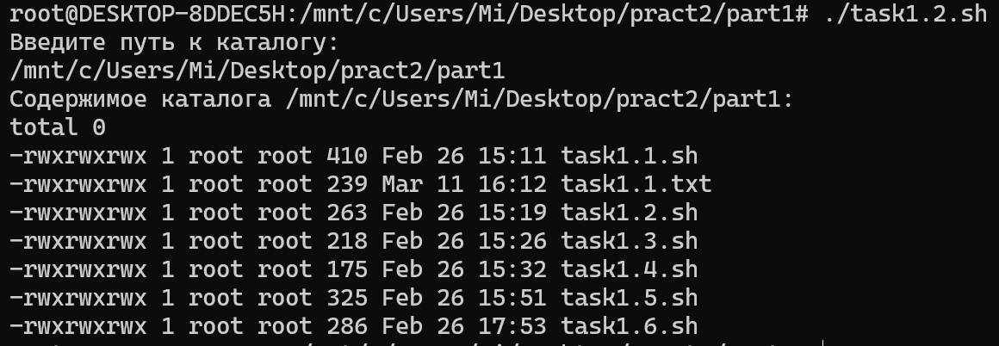 root@DESKTOP-8DDEC5H:/mnt/c/Users/Mi/Desktop/pract2/part1# ./task1.2.sh
Введите путь к каталогу:
/mnt/c/Users/Mi/Desktop/pract2/part1
Содержимое каталога /mnt/c/Users/Mi/Desktop/pract2/part1:
total 0
-rwxrwxrwx 1 root root 410 Feb 26 15:11 task1.1.sh
-rwxrwxrwx 1 root root 239 Mar 11 16:12 task1.1.txt
-rwxrwxrwx 1 root root 263 Feb 26 15:19 task1.2.sh
-rwxrwxrwx 1 root root 218 Feb 26 15:26 task1.3.sh
-rwxrwxrwx 1 root root 175 Feb 26 15:32 task1.4.sh
-rwxrwxrwx 1 root root 325 Feb 26 15:51 task1.5.sh
-rwxrwxrwx 1 root root 286 Feb 26 17:53 task1.6.sh